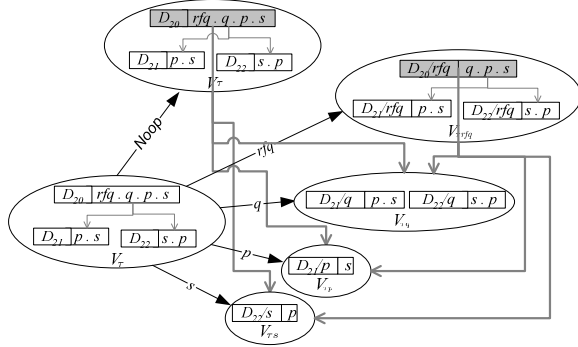 D20 rfq . q . p . s
D21 p . s D22 s . p
Vτ
D20/rfq q . p . s
D21/rfq p . s D22/rfq s . p
Vτrfq
Noop
rfq
D20 rfq . q . p . s
D21 p . s D22 s . p
Vτ
q
D21/q p . s D22/q s . p
Vτq
p
D21/p s
Vτp
s
D22/s p
Vτs